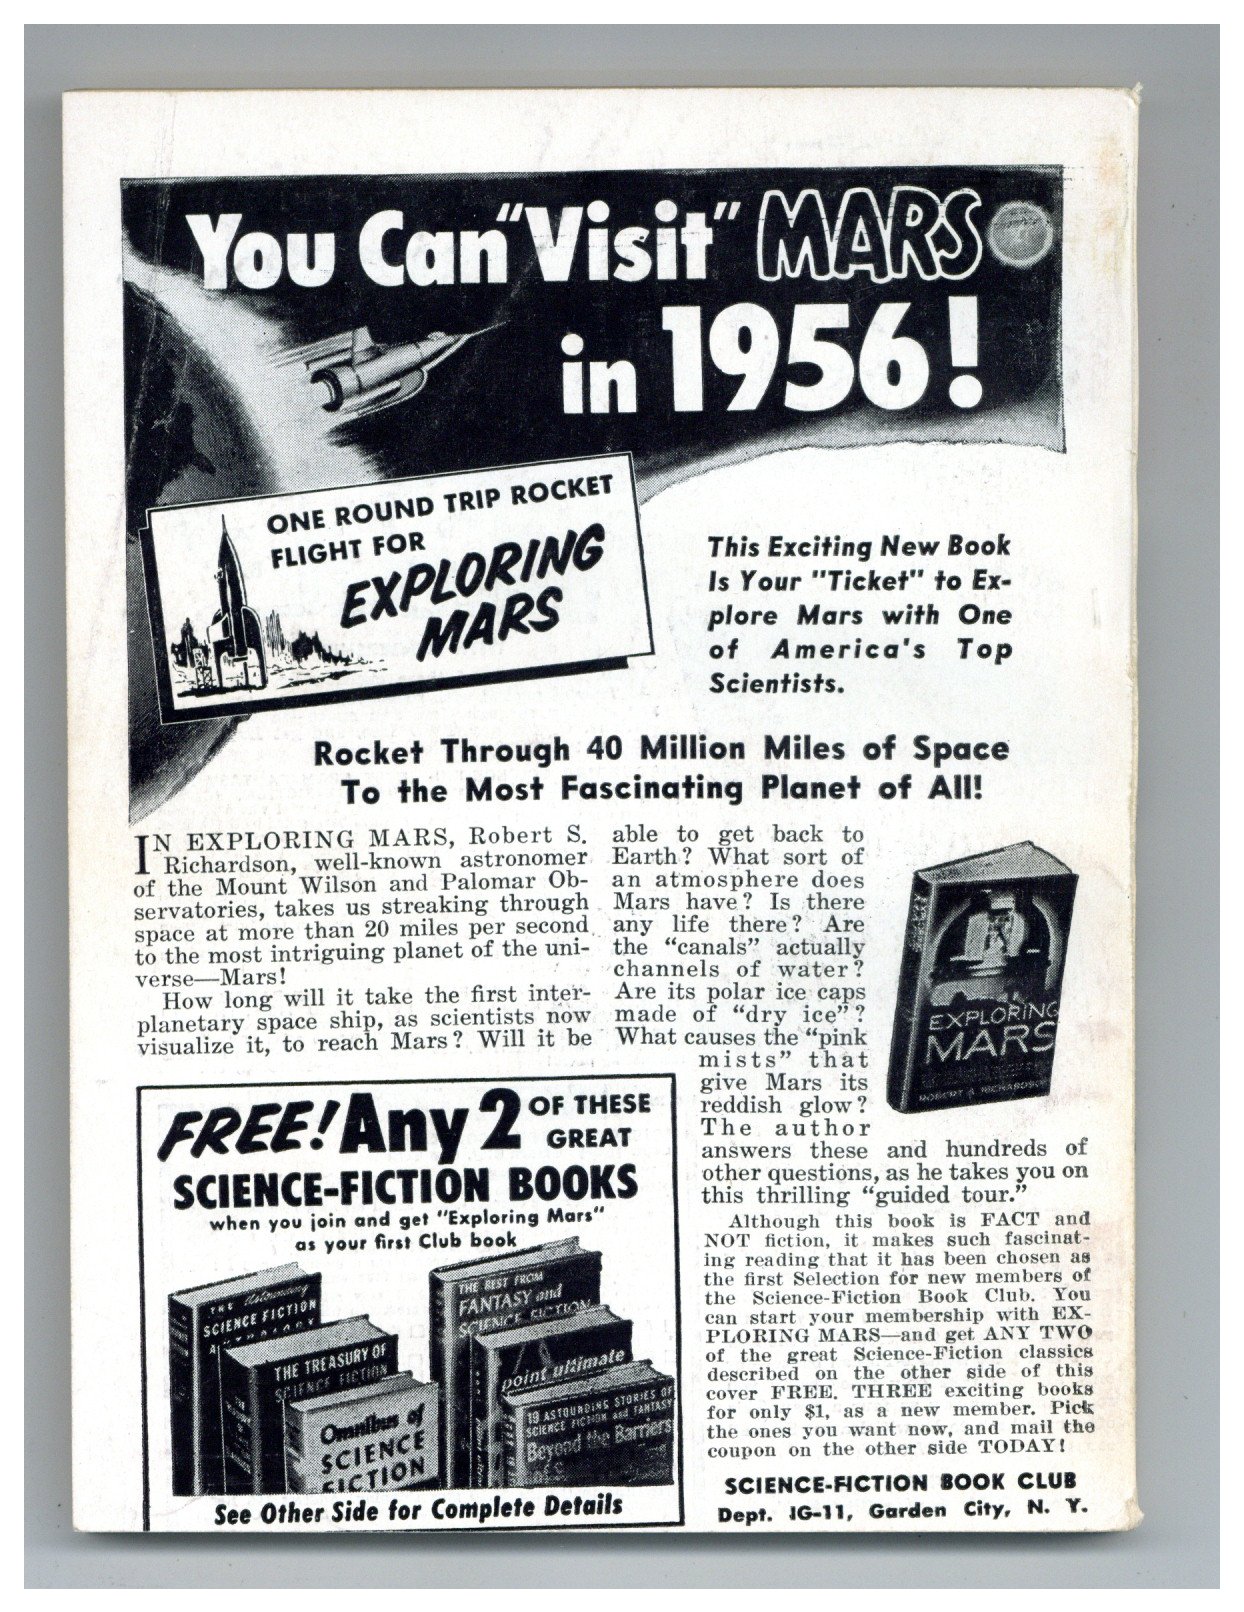 You Can "Visit" MARS
in 1956!
ONE ROUND TRIP ROCKET
FLIGHT FOR
EXPLORING
MARS
This Exciting New Book
Is Your "Ticket" to Ex-
plore Mars with One
of America's Top
Scientists.
Rocket Through 40 Million Miles of Space
To the Most Fascinating Planet of All!
IN EXPLORING MARS, Robert S.
Richardson, well-known astronomer
of the Mount Wilson and Palomar Ob-
servatories, takes us streaking through
space at more than 20 miles per second
to the most intriguing planet of the uni-
verse—Mars!
How long will it take the first inter-
planetary space ship, as scientists now
visualize it, to reach Mars? Will it be
able to get back to
Earth? What sort of
an atmosphere does
Mars have? Is there
any life there? Are
the "canals" actually
channels of water?
Are its polar ice caps
made of "dry ice"?
What causes the "pink
mists" that
give Mars its
reddish glow?
The author
answers these and hundreds of
other questions, as he takes you on
this thrilling "guided tour."
Although this book is FACT and
NOT fiction, it makes such fascinat-
ing reading that it has been chosen as
the first Selection for new members of
the Science-Fiction Book Club. You
can start your membership with EX-
PLORING MARS—and get ANY TWO
of the great Science-Fiction classics
described on the other side of this
cover FREE. THREE exciting books
for only $1, as a new member. Pick
the ones you want now, and mail the
coupon on the other side TODAY!
SCIENCE-FICTION BOOK CLUB
Dept. IG-11, Garden City, N. Y.
EXPLORING
MARS
FREE! Any 2 OF THESE
GREAT
SCIENCE-FICTION BOOKS
when you join and get "Exploring Mars"
as your first Club book
THE Astounding
SCIENCE FICTION
ANTHOLOGY
THE TREASURY OF
SCIENCE FICTION
Omnibus of
SCIENCE
FICTION
THE BEST FROM
FANTASY and
SCIENCE FICTION
point ultimate
19 ASTOUNDING STORIES OF
SCIENCE FICTION and FANTASY
Beyond the Barriers
See Other Side for Complete Details